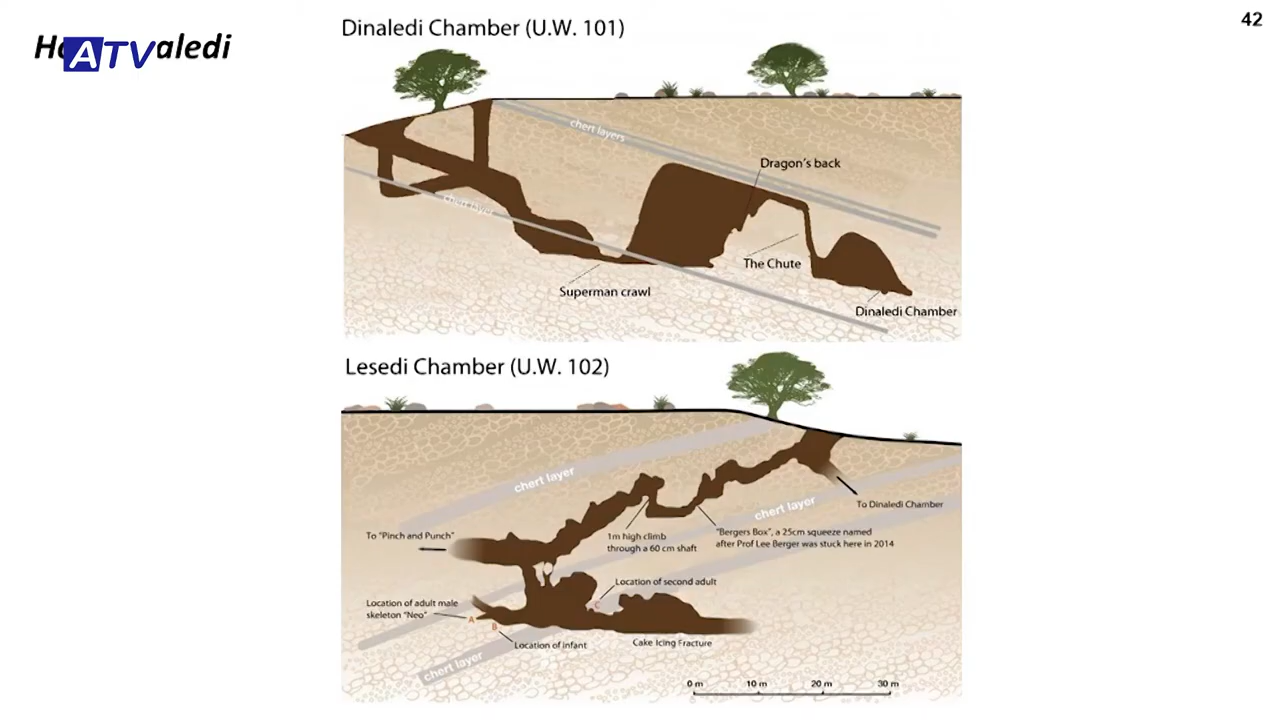 42
aledi
ATV
Dinaledi Chamber (U.W. 101)
chert layers
Dragon's back
chert layer
The Chute
Superman crawl
Dinaledi Chamber
Lesedi Chamber (U.W. 102)
chert layer
chert layer
To Dinaledi Chamber
To "Pinch and Punch"
1m high climb
through a 60 cm shaft
"Bergers Box", a 25cm squeeze named
after Prof Lee Berger was stuck here in 2014
Location of second adult
Location of adult male
skeleton "Neo"
A
B
C
Location of infant
Cake Icing Fracture
chert layer
0 m 10 m 20 m 30 m